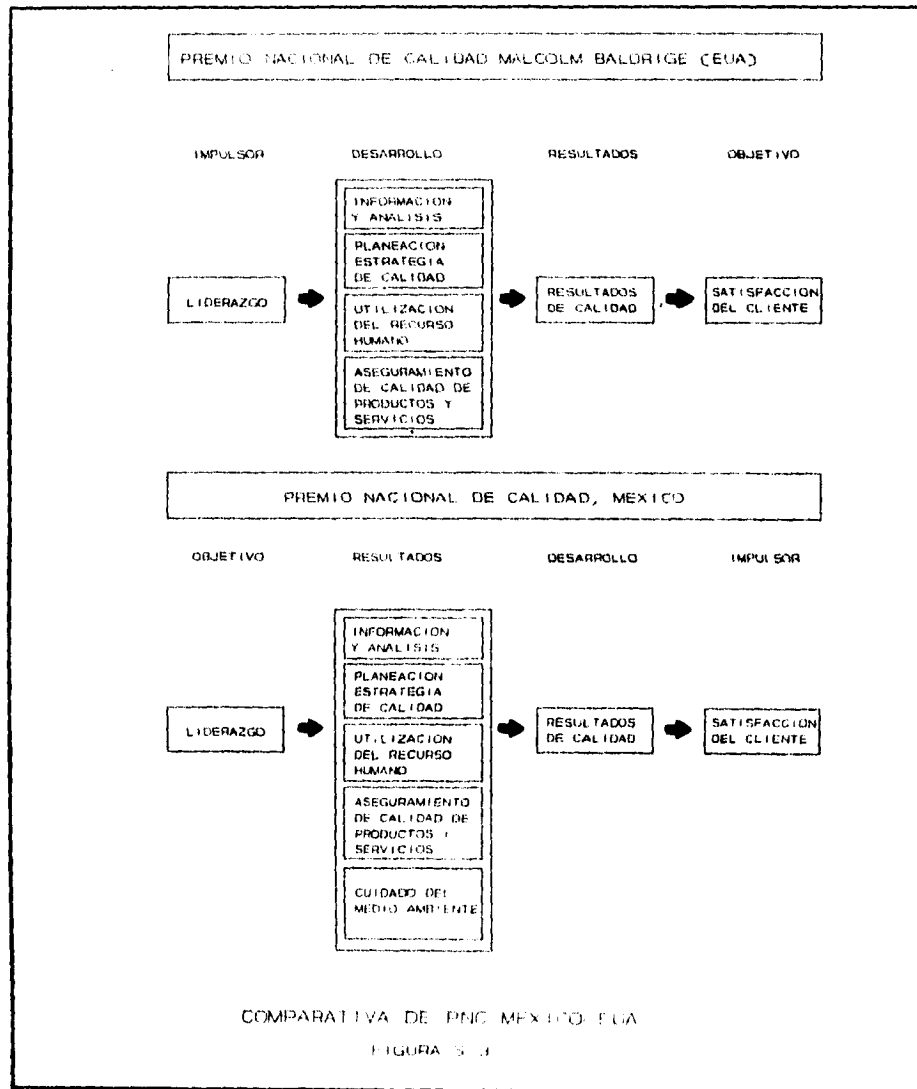 PREMIO NACIONAL DE CALIDAD MALCOLM BALDRIGE (EUA)
IMPULSOR DESARROLLO RESULTADOS OBJETIVO
LIDERAZGO
INFORMACION
Y ANALISIS
PLANEACION
ESTRATEGIA
DE CALIDAD
UTILIZACION
DEL RECURSO
HUMANO
ASEGURAMIENTO
DE CALIDAD DE
PRODUCTOS Y
SERVICIOS
RESULTADOS
DE CALIDAD
SATISFACCION
DEL CLIENTE
PREMIO NACIONAL DE CALIDAD, MEXICO
OBJETIVO RESULTADOS DESARROLLO IMPULSOR
LIDERAZGO
INFORMACION
Y ANALISIS
PLANEACION
ESTRATEGIA
DE CALIDAD
UTILIZACION
DEL RECURSO
HUMANO
ASEGURAMIENTO
DE CALIDAD DE
PRODUCTOS Y
SERVICIOS
CUIDADO DEL
MEDIO AMBIENTE
RESULTADOS
DE CALIDAD
SATISFACCION
DEL CLIENTE
COMPARATIVA DE PNC MEXICO EUA
FIGURA